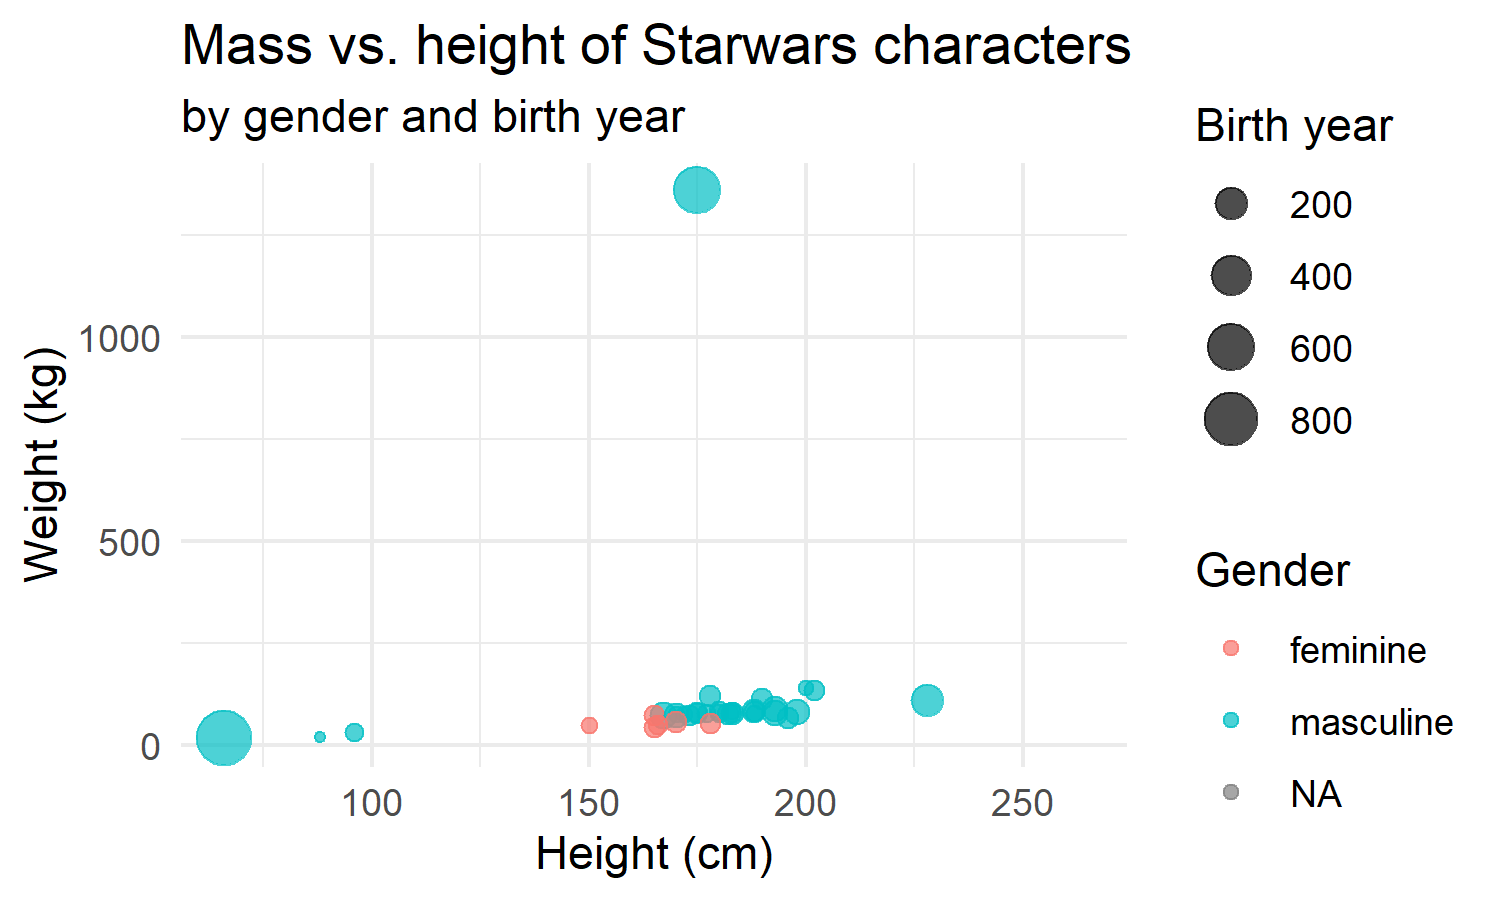 Mass vs. height of Starwars characters
by gender and birth year
Weight (kg)
1000
500
0
100 150 200 250
Height (cm)
Birth year
200
400
600
800
Gender
feminine
masculine
NA